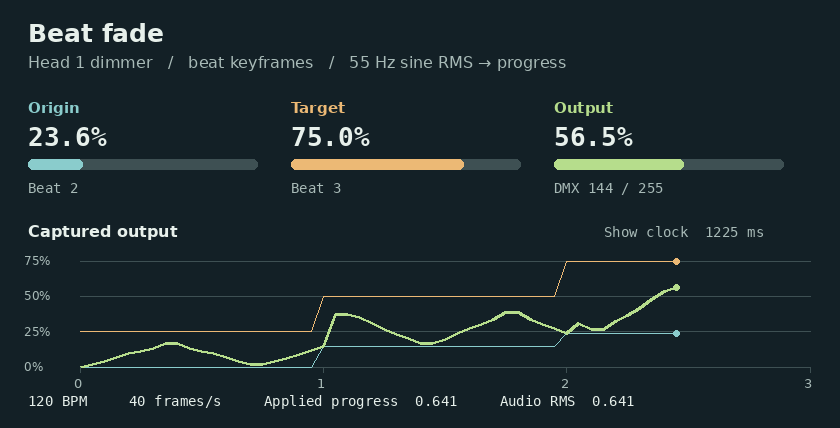 Beat fade
Head 1 dimmer / beat keyframes / 55 Hz sine RMS → progress
Origin Target Output
23.6% 75.0% 56.5%
Beat 2 Beat 3 DMX 144 / 255
Captured output Show clock 1225 ms
75%
50%
25%
0%
0 1 2 3
120 BPM 40 frames/s Applied progress 0.641 Audio RMS 0.641